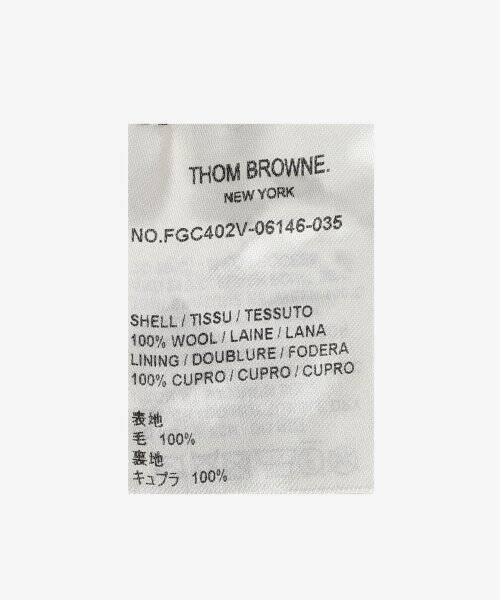 THOM BROWNE.
NEW YORK
NO.FGC402V-06146-035
SHELL / TISSU / TESSUTO
100% WOOL / LAINE / LANA
LINING / DOUBLURE / FODERA
100% CUPRO / CUPRO / CUPRO
表地
毛 100%
裏地
キュプラ 100%